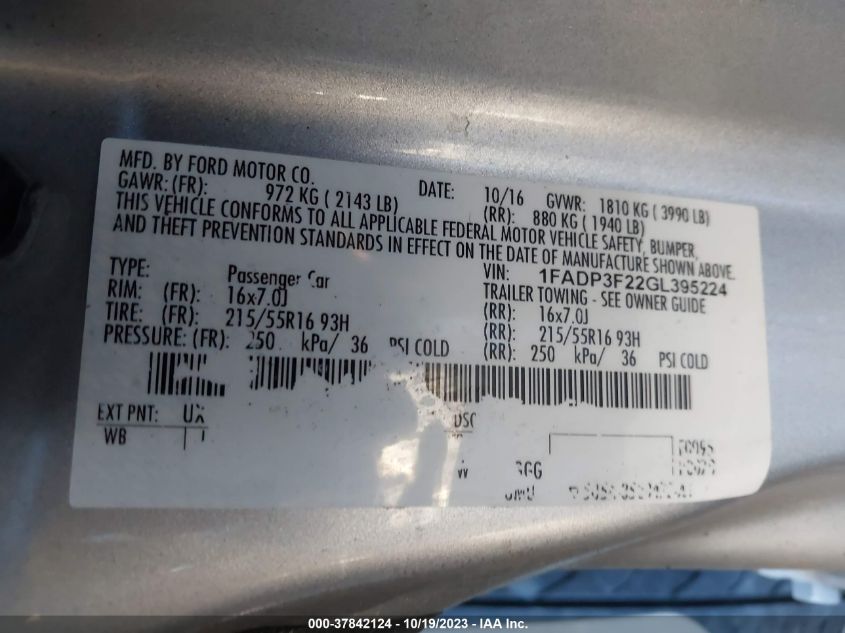 MFD. BY FORD MOTOR CO.
DATE: 10/16 GVWR: 1810 KG ( 3990 LB)
GAWR: (FR): 972 KG ( 2143 LB) (RR): 880 KG ( 1940 LB)
THIS VEHICLE CONFORMS TO ALL APPLICABLE FEDERAL MOTOR VEHICLE SAFETY, BUMPER,
AND THEFT PREVENTION STANDARDS IN EFFECT ON THE DATE OF MANUFACTURE SHOWN ABOVE.
VIN: 1FADP3F22GL395224
TYPE: Passenger Car TRAILER TOWING - SEE OWNER GUIDE
RIM: (FR): 16x7.0J (RR): 16x7.0J
TIRE: (FR): 215/55R16 93H (RR): 215/55R16 93H
PRESSURE: (FR): 250 kPa/ 36 PSI COLD (RR): 250 kPa/ 36 PSI COLD
EXT PNT: UX DSO
WB
GG
000-37842124 - 10/19/2023 - IAA Inc.